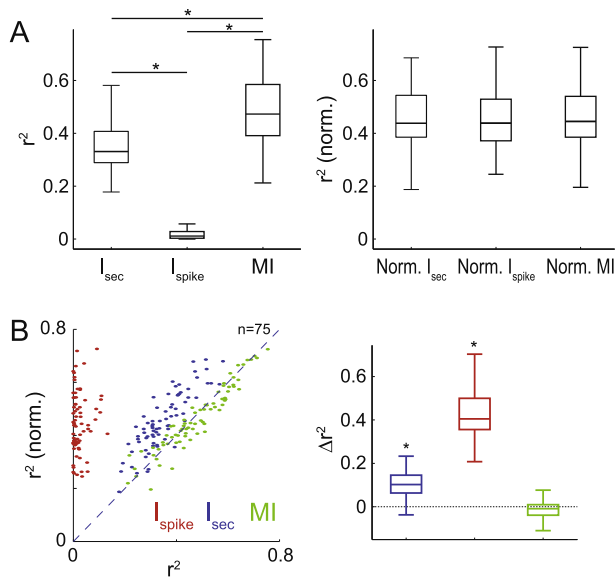 A
* * *
r²
0.6
0.4
0.2
0
I_sec I_spike MI
r² (norm.)
0.6
0.4
0.2
0
Norm. I_sec Norm. I_spike Norm. MI
B
n=75
0.8
r² (norm.)
0
I_spike I_sec MI
0 0.8
r²
* *
Δr²
0.6
0.4
0.2
0